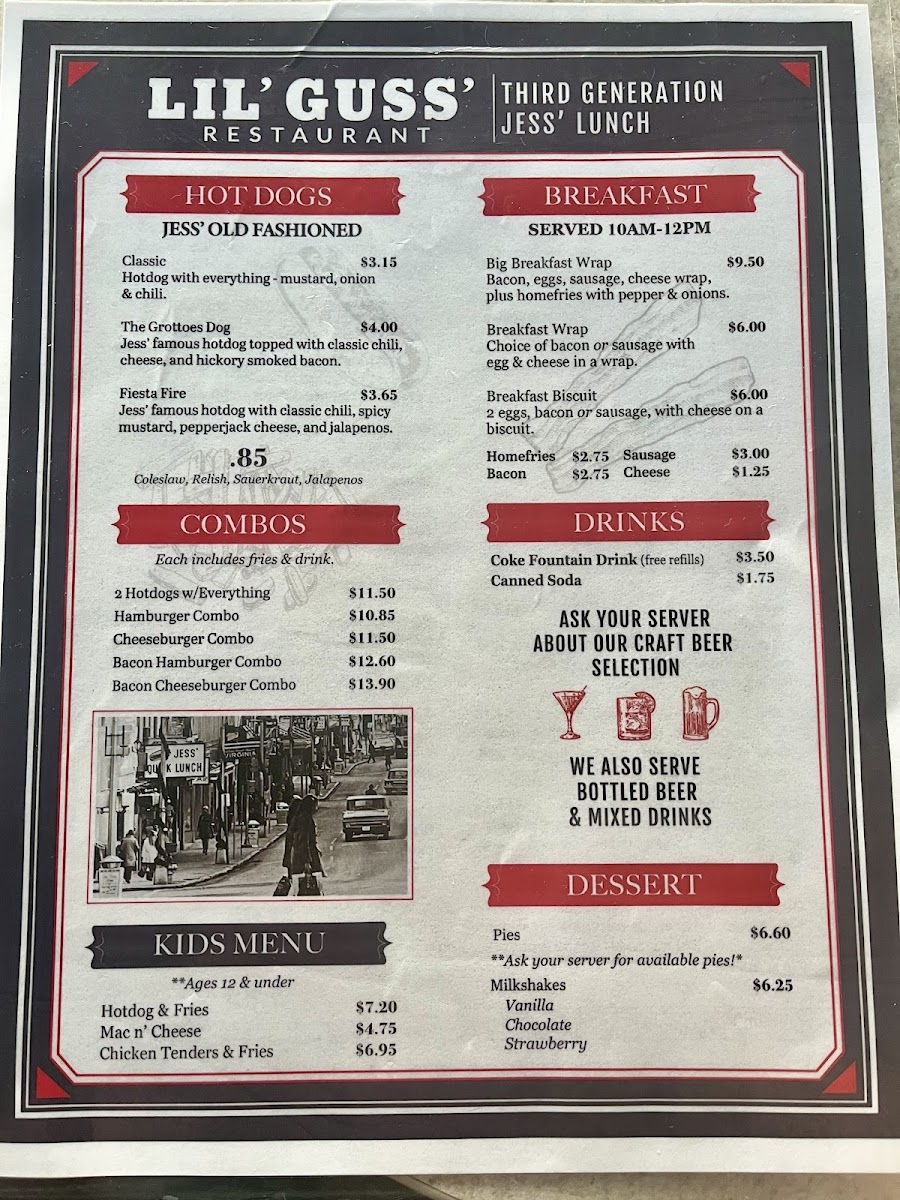 LIL' GUSS'
RESTAURANT
THIRD GENERATION
JESS' LUNCH
HOT DOGS
JESS' OLD FASHIONED
Classic $3.15
Hotdog with everything - mustard, onion
& chili.
The Grottoes Dog $4.00
Jess' famous hotdog topped with classic chili,
cheese, and hickory smoked bacon.
Fiesta Fire $3.65
Jess' famous hotdog with classic chili, spicy
mustard, pepperjack cheese, and jalapenos.
.85
Coleslaw, Relish, Sauerkraut, Jalapenos
COMBOS
Each includes fries & drink.
2 Hotdogs w/Everything $11.50
Hamburger Combo $10.85
Cheeseburger Combo $11.50
Bacon Hamburger Combo $12.60
Bacon Cheeseburger Combo $13.90
JESS'
LUNCH
VIRGINIA
KIDS MENU
**Ages 12 & under
Hotdog & Fries $7.20
Mac n' Cheese $4.75
Chicken Tenders & Fries $6.95
BREAKFAST
SERVED 10AM-12PM
Big Breakfast Wrap $9.50
Bacon, eggs, sausage, cheese wrap,
plus homefries with pepper & onions.
Breakfast Wrap $6.00
Choice of bacon or sausage with
egg & cheese in a wrap.
Breakfast Biscuit $6.00
2 eggs, bacon or sausage, with cheese on a
biscuit.
Homefries $2.75 Sausage $3.00
Bacon $2.75 Cheese $1.25
DRINKS
Coke Fountain Drink (free refills) $3.50
Canned Soda $1.75
ASK YOUR SERVER
ABOUT OUR CRAFT BEER
SELECTION
WE ALSO SERVE
BOTTLED BEER
& MIXED DRINKS
DESSERT
Pies $6.60
**Ask your server for available pies!*
Milkshakes $6.25
Vanilla
Chocolate
Strawberry